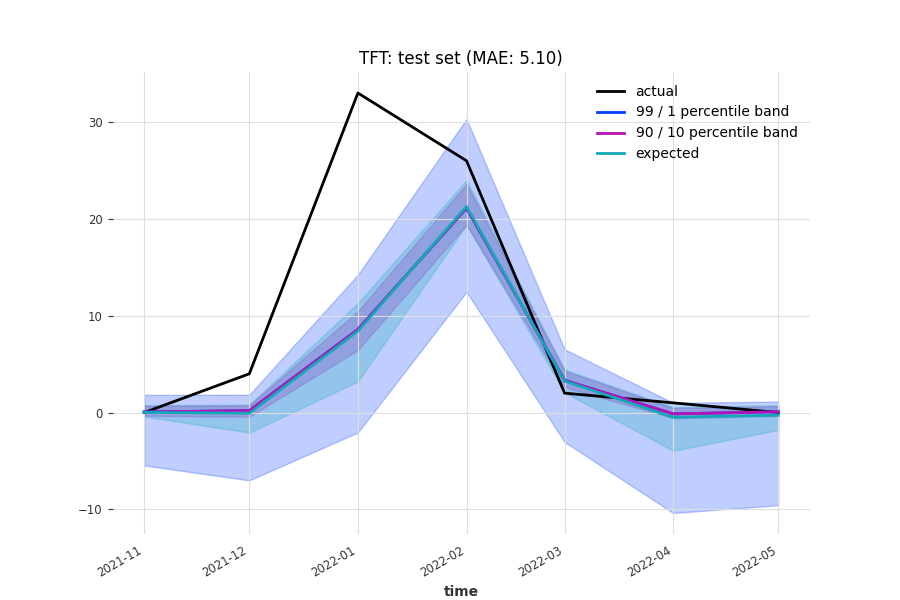 TFT: test set (MAE: 5.10)
actual
99 / 1 percentile band
90 / 10 percentile band
expected
30
20
10
0
−10
2021-11
2021-12
2022-01
2022-02
2022-03
2022-04
2022-05
time